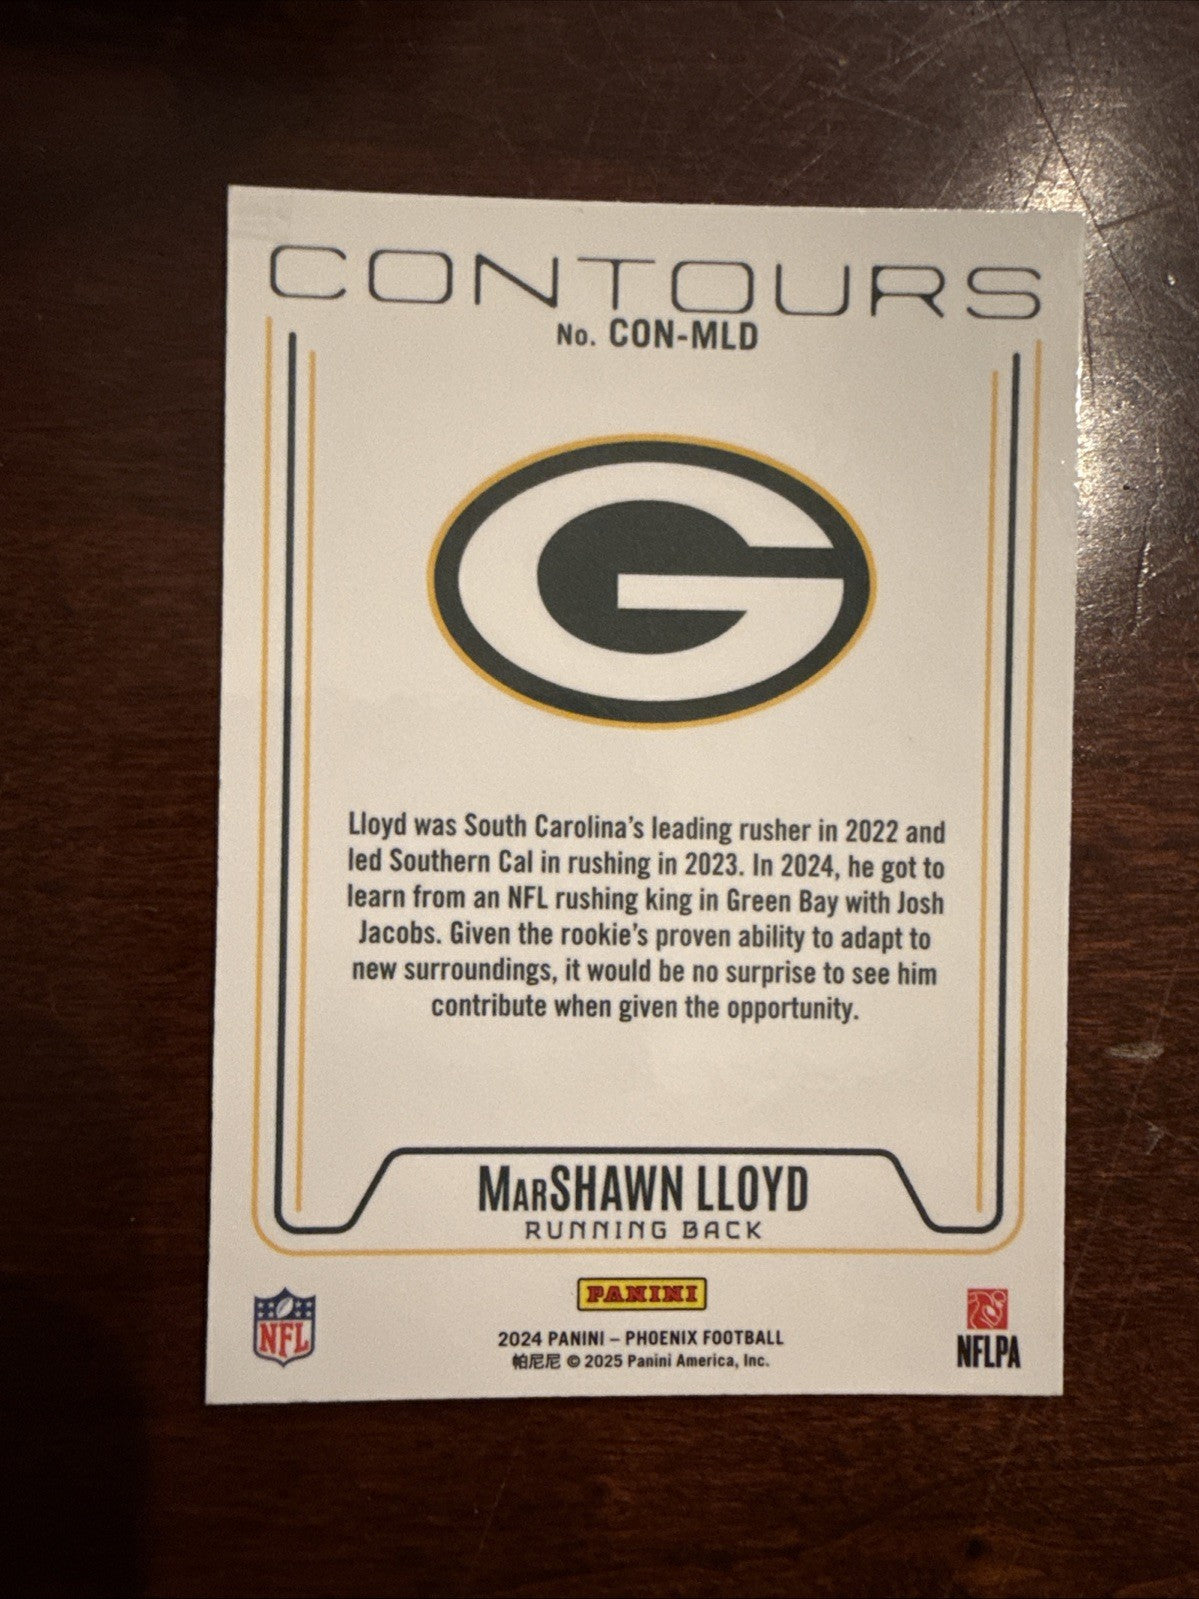 CONTOURS
No. CON-MLD
G
Lloyd was South Carolina's leading rusher in 2022 and
led Southern Cal in rushing in 2023. In 2024, he got to
learn from an NFL rushing king in Green Bay with Josh
Jacobs. Given the rookie's proven ability to adapt to
new surroundings, it would be no surprise to see him
contribute when given the opportunity.
MARSHAWN LLOYD
RUNNING BACK
PANINI
NFL
2024 PANINI – PHOENIX FOOTBALL
帕尼尼 © 2025 Panini America, Inc.
NFLPA